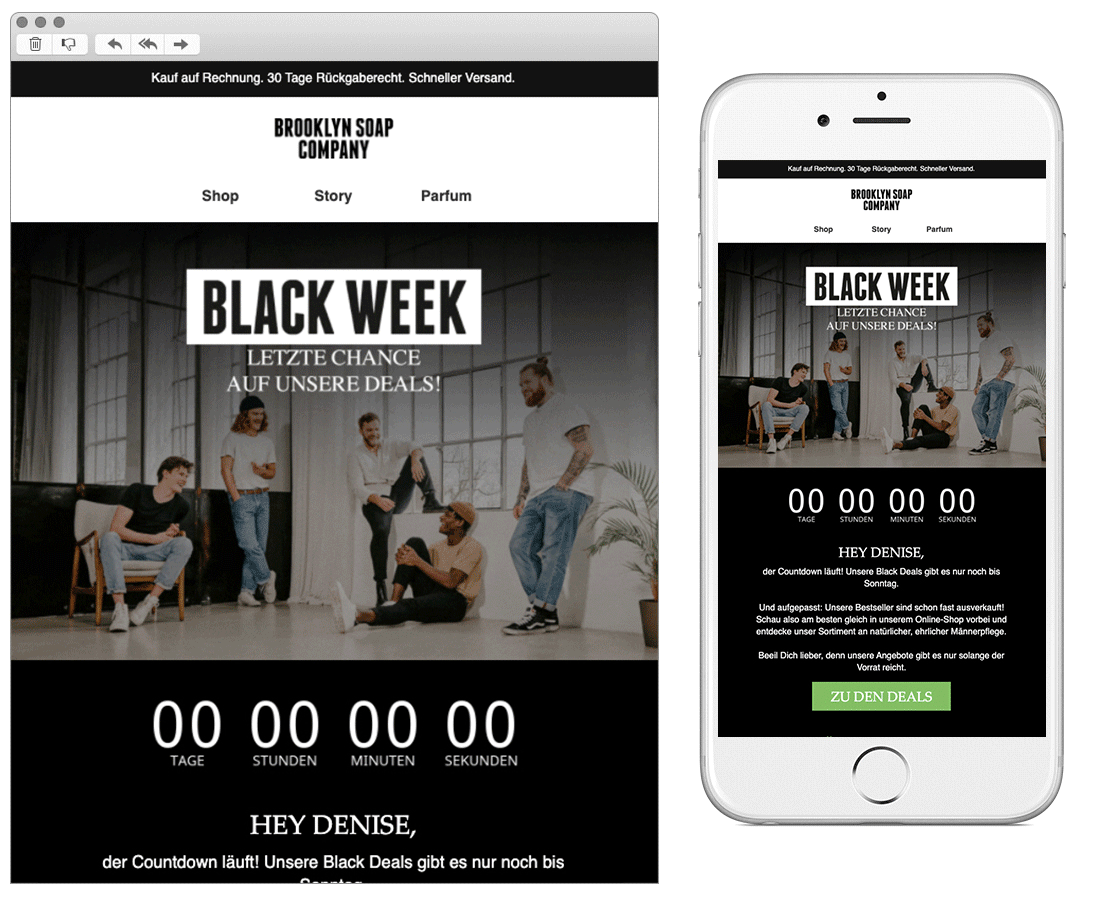 Kauf auf Rechnung. 30 Tage Rückgaberecht. Schneller Versand.
BROOKLYN SOAP
COMPANY
Shop Story Parfum
BLACK WEEK
LETZTE CHANCE
AUF UNSERE DEALS!
00 00 00 00
TAGE STUNDEN MINUTEN SEKUNDEN
HEY DENISE,
der Countdown läuft! Unsere Black Deals gibt es nur noch bis
Sonntag.
Kauf auf Rechnung. 30 Tage Rückgaberecht. Schneller Versand.
BROOKLYN SOAP
COMPANY
Shop Story Parfum
BLACK WEEK
LETZTE CHANCE
AUF UNSERE DEALS!
00 00 00 00
TAGE STUNDEN MINUTEN SEKUNDEN
HEY DENISE,
der Countdown läuft! Unsere Black Deals gibt es nur noch bis
Sonntag.
Und aufgepasst: Unsere Bestseller sind schon fast ausverkauft!
Schau also am besten gleich in unserem Online-Shop vorbei und
entdecke unser Sortiment an natürlicher, ehrlicher Männerpflege.
Beeil Dich lieber, denn unsere Angebote gibt es nur solange der
Vorrat reicht.
ZU DEN DEALS